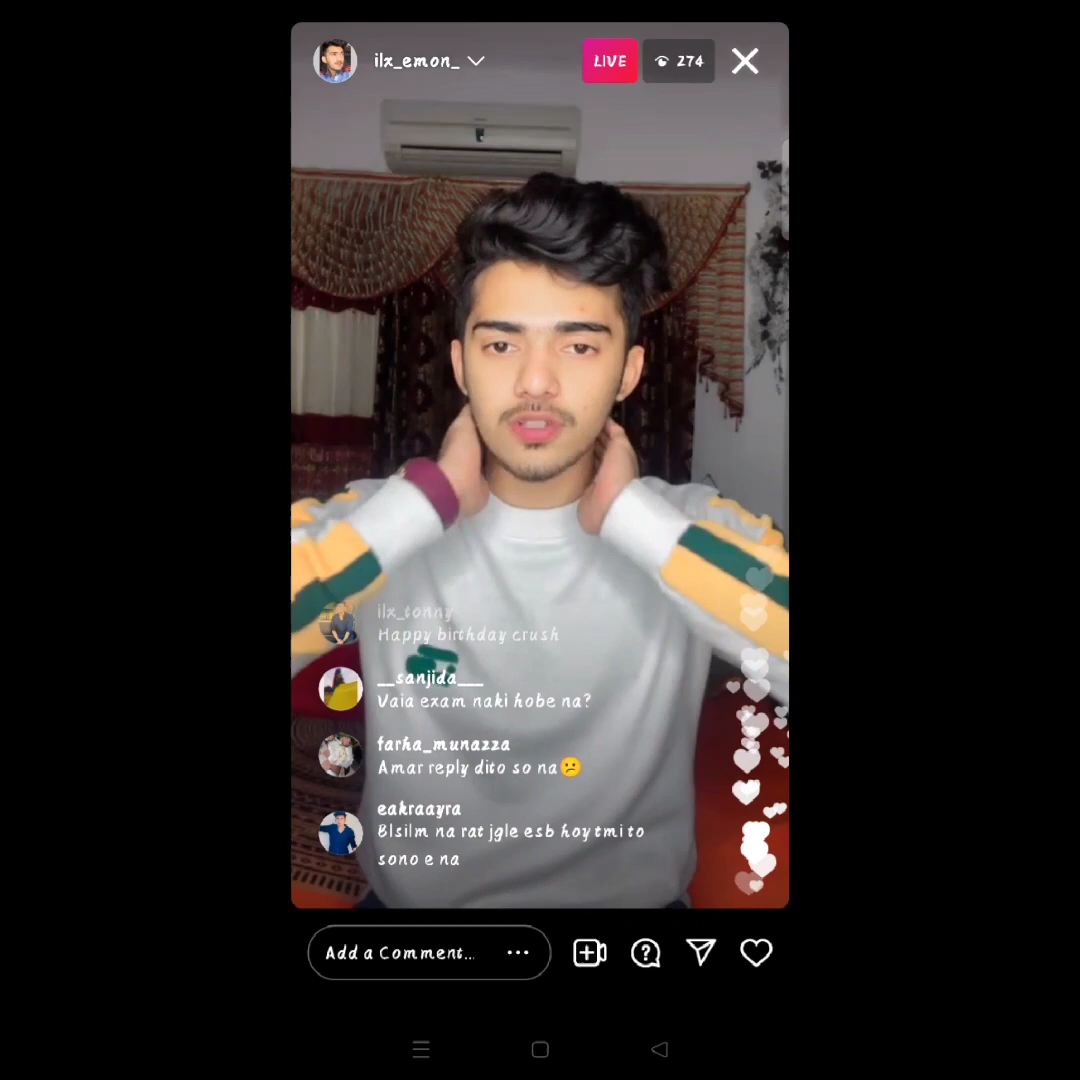 ilx_emon_
LIVE
274
ilx_tonny
Happy birthday crush
__sanjida__
Vaia exam naki hobe na?
farha_munazza
Amar reply dito so na😕
eakraayra
Blsilm na rat jgle esb hoy tmi to
sono e na
Add a Comment...